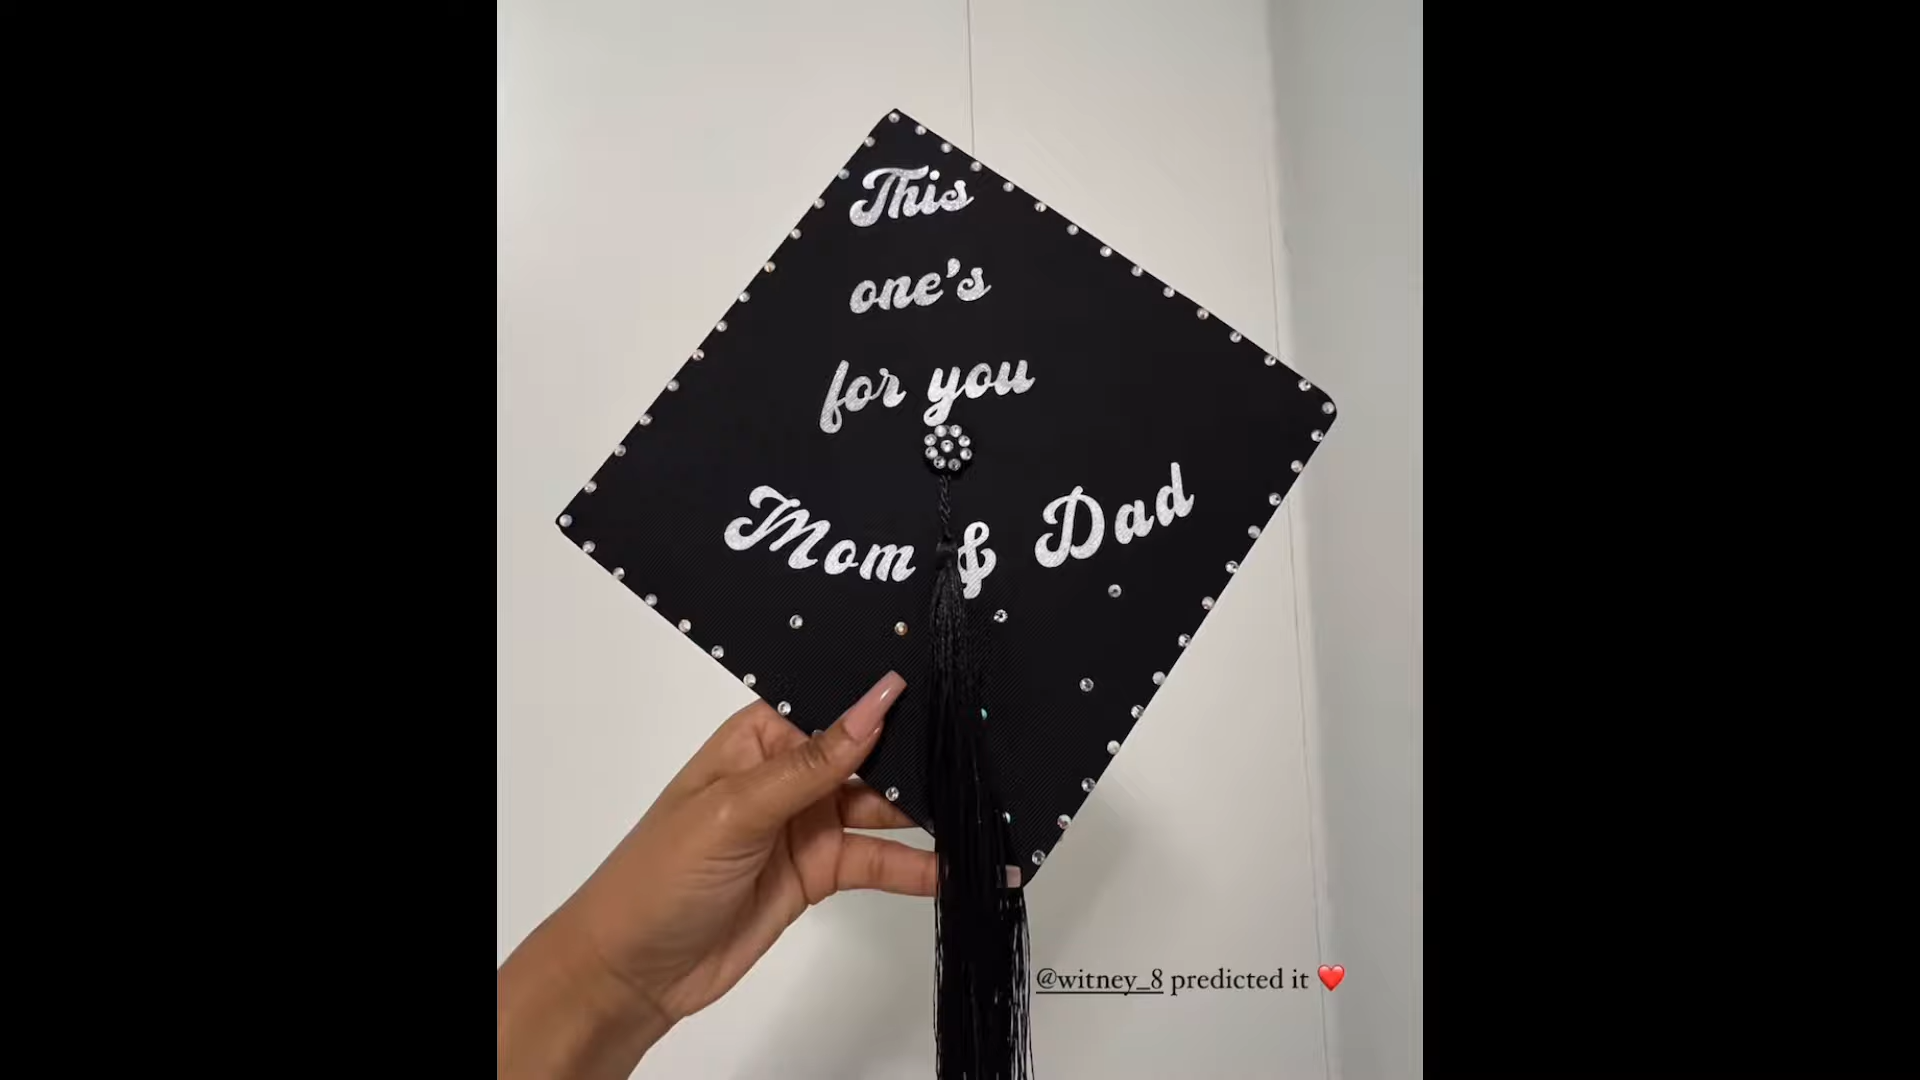 This
one's
for you
Mom & Dad
@witney_8 predicted it ❤️